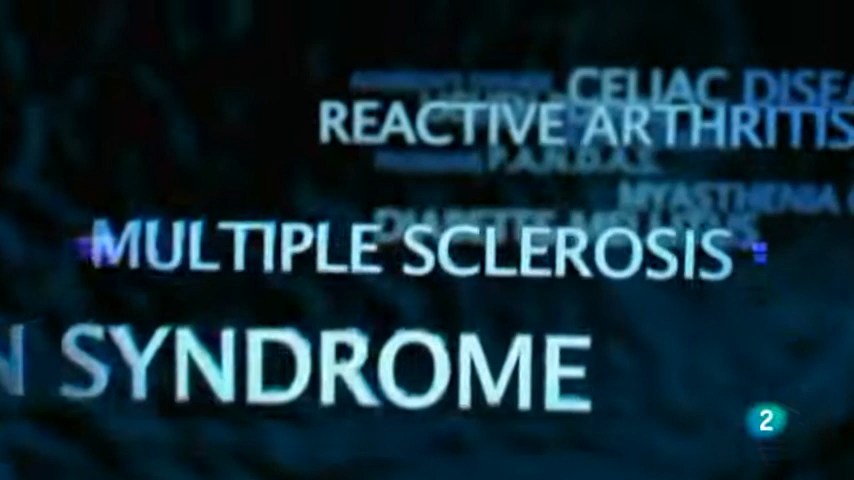 CELIAC DISEA
REACTIVE ARTHRITIS
P.A.N.D.A.S.
MYASTHENIA
DIABETES MELLITUS
MULTIPLE SCLEROSIS
N SYNDROME
2